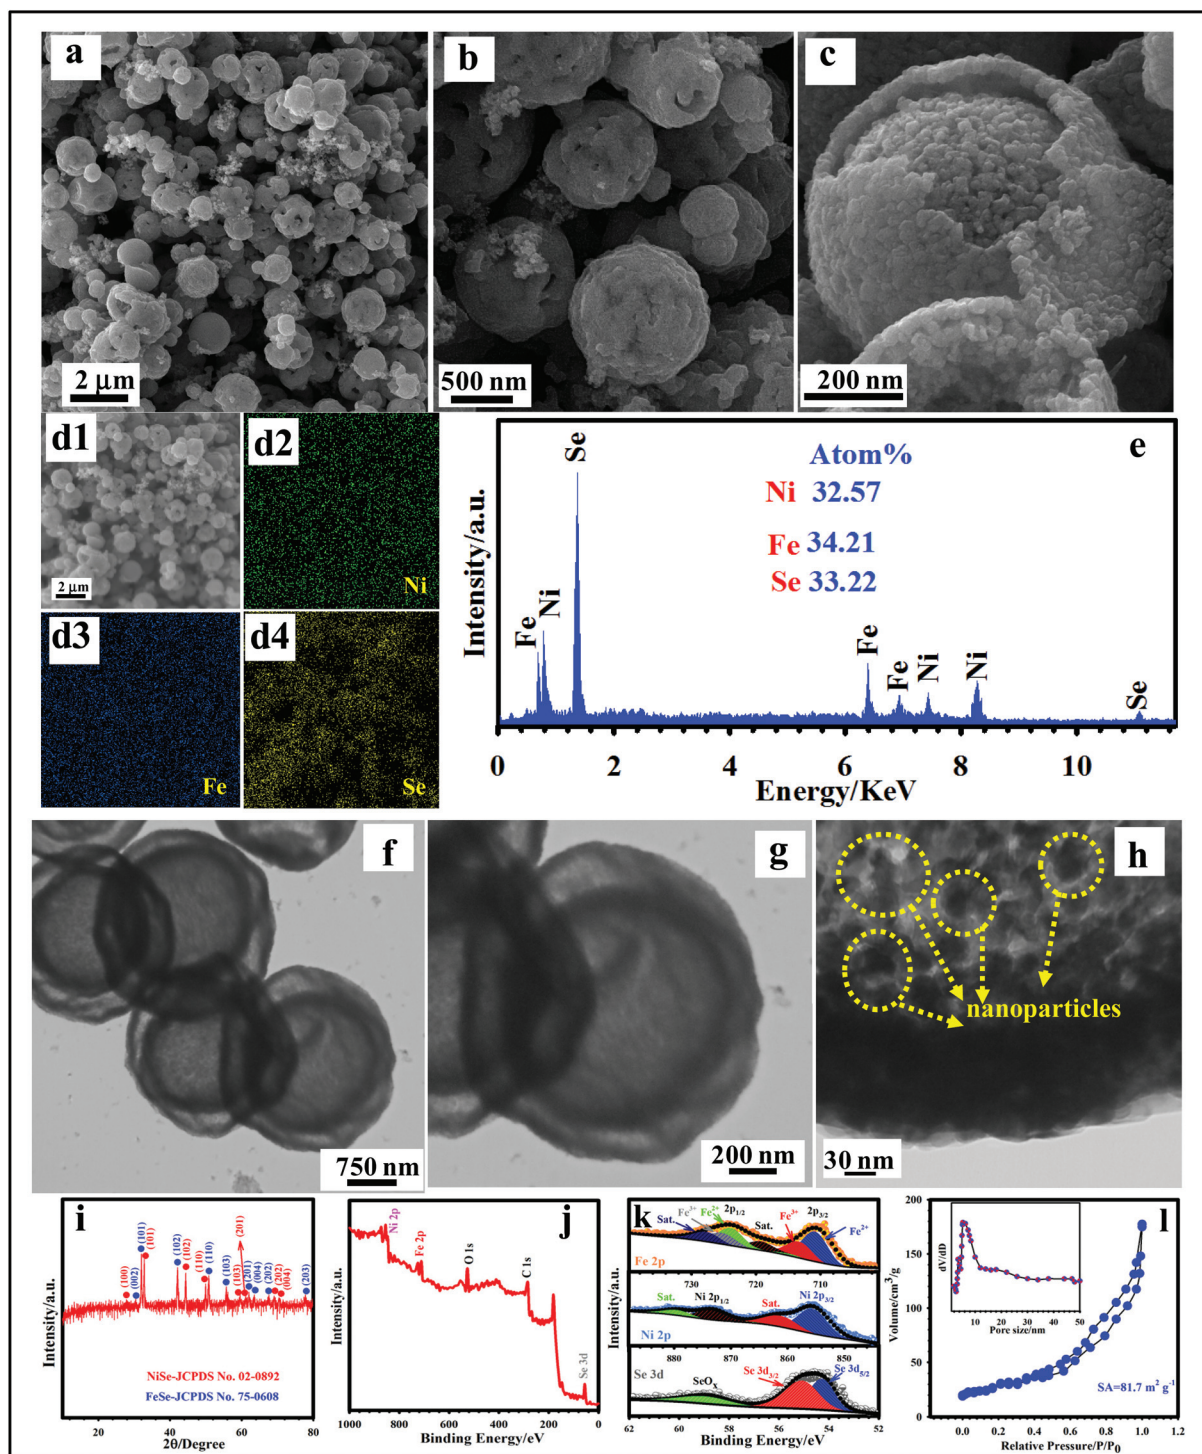 a
b
c
2 μm
500 nm
200 nm
d1
d2
2 μm
Ni
d3
d4
Fe
Se
e
Atom%
Ni 32.57
Fe 34.21
Se 33.22
Se
Fe
Ni
Fe
Fe
Ni
Ni
Se
Intensity/a.u.
0 2 4 6 8 10
Energy/KeV
f
g
h
nanoparticles
750 nm
200 nm
30 nm
i
(100)
(002)
(101)
(101)
(102)
(102)
(110)
(110)
(103)
(103)
(201)
(201)
(004)
(202)
(202)
(004)
(203)
NiSe-JCPDS No. 02-0892
FeSe-JCPDS No. 75-0608
Intensity/a.u.
20 40 60 80
2θ/Degree
j
Ni 2p
Fe 2p
O 1s
C 1s
Se 3d
Intensity/a.u.
1000 800 600 400 200 0
Binding Energy/eV
k
Sat.
Fe3+
Fe2+
2p1/2
Sat.
Fe3+
2p3/2
Fe2+
Fe 2p
730 720 710
Sat.
Ni 2p1/2
Sat.
Ni 2p3/2
Ni 2p
880 870 860 850
Se 3d
SeOx
Se 3d3/2
Se 3d5/2
Intensity/a.u.
62 60 58 56 54 52
Binding Energy/eV
l
dV/dD
0 10 20 30 40 50
Pore size/nm
SA=81.7 m2 g-1
Volume/cm3/g
200
180
150
125
100
75
50
25
0
0.0 0.2 0.4 0.6 0.8 1.0 1.2
Relative Pressure/P/P0